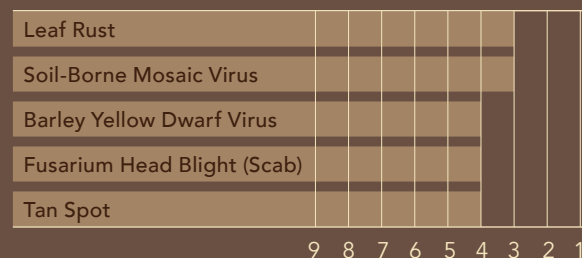 Leaf Rust
Soil-Borne Mosaic Virus
Barley Yellow Dwarf Virus
Fusarium Head Blight (Scab)
Tan Spot
9 8 7 6 5 4 3 2 1